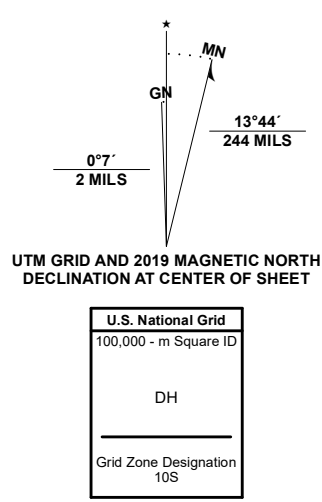 ★
MN
GN
13°44´
244 MILS
0°7´
2 MILS
UTM GRID AND 2019 MAGNETIC NORTH
DECLINATION AT CENTER OF SHEET
U.S. National Grid
100,000 - m Square ID
DH
Grid Zone Designation
10S